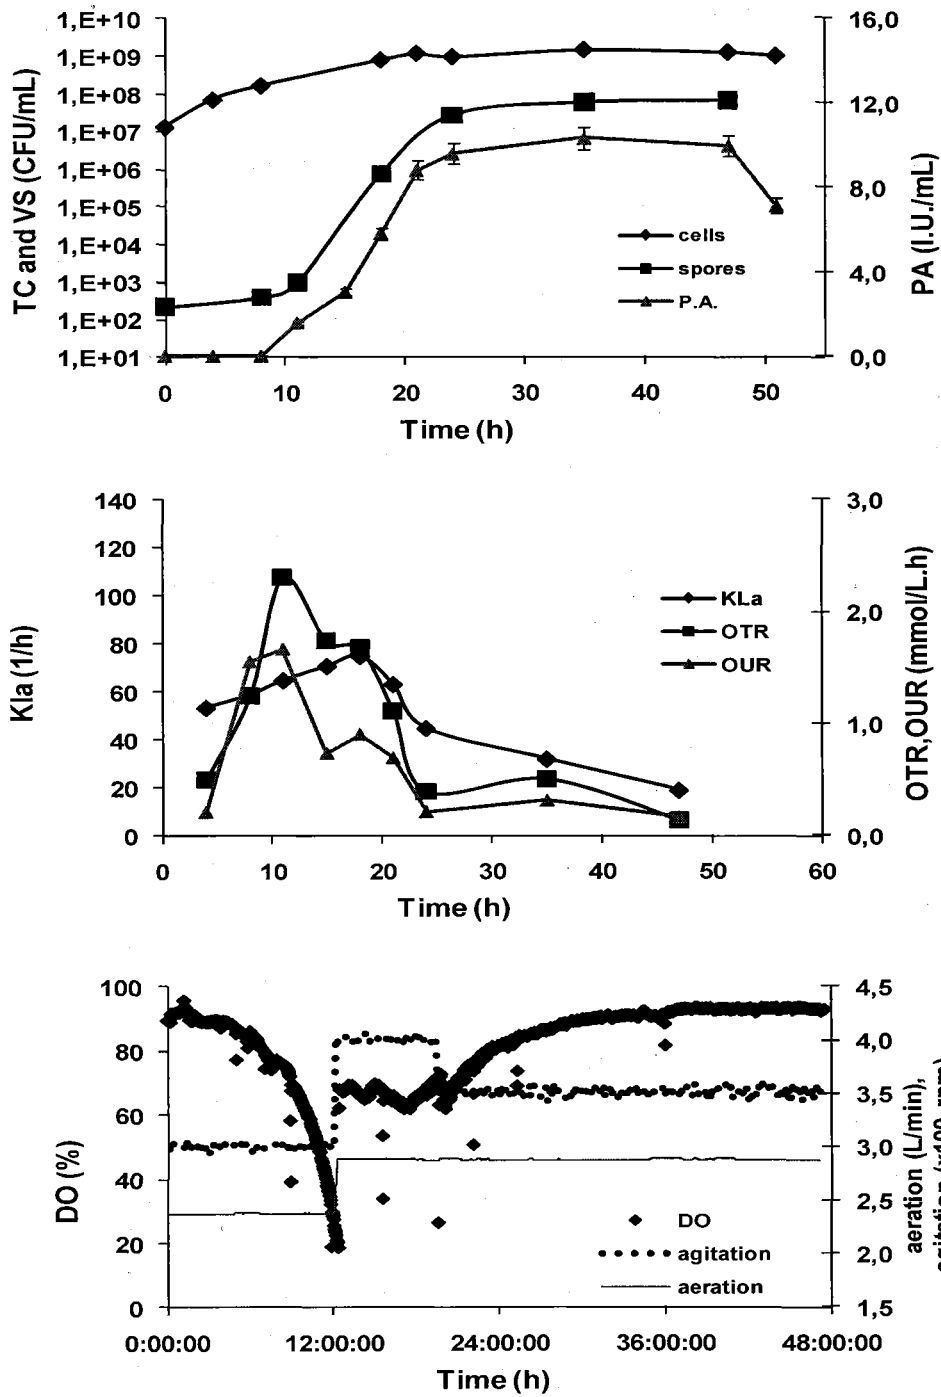 1,E+10
1,E+09
1,E+08
1,E+07
1,E+06
1,E+05
1,E+04
1,E+03
1,E+02
1,E+01
TC and VS (CFU/mL)
16,0
12,0
8,0
4,0
0,0
PA (I.U./mL)
cells
spores
P.A.
0 10 20 30 40 50
Time (h)
140
120
100
80
60
40
20
0
Kla (1/h)
3,0
2,0
1,0
0,0
OTR,OUR (mmol/L.h)
KLa
OTR
OUR
0 10 20 30 40 50 60
Time (h)
100
80
60
40
20
0
DO (%)
4,5
4,0
3,5
3,0
2,5
2,0
1,5
aeration (L/min),
agitation (x100 rpm)
DO
agitation
aeration
0:00:00 12:00:00 24:00:00 36:00:00 48:00:00
Time (h)